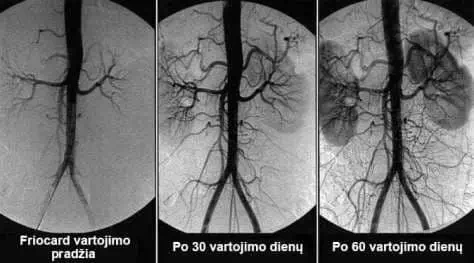 Friocard vartojimo
pradžia
Po 30 vartojimo dienų
Po 60 vartojimo dienų